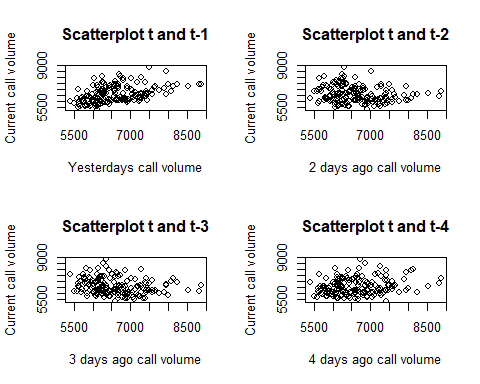 Scatterplot t and t-1
Current call volume
9000
5500
5500 7000 8500
Yesterdays call volume
Scatterplot t and t-2
Current call volume
9000
5500
5500 7000 8500
2 days ago call volume
Scatterplot t and t-3
Current call volume
9000
5500
5500 7000 8500
3 days ago call volume
Scatterplot t and t-4
Current call volume
9000
5500
5500 7000 8500
4 days ago call volume